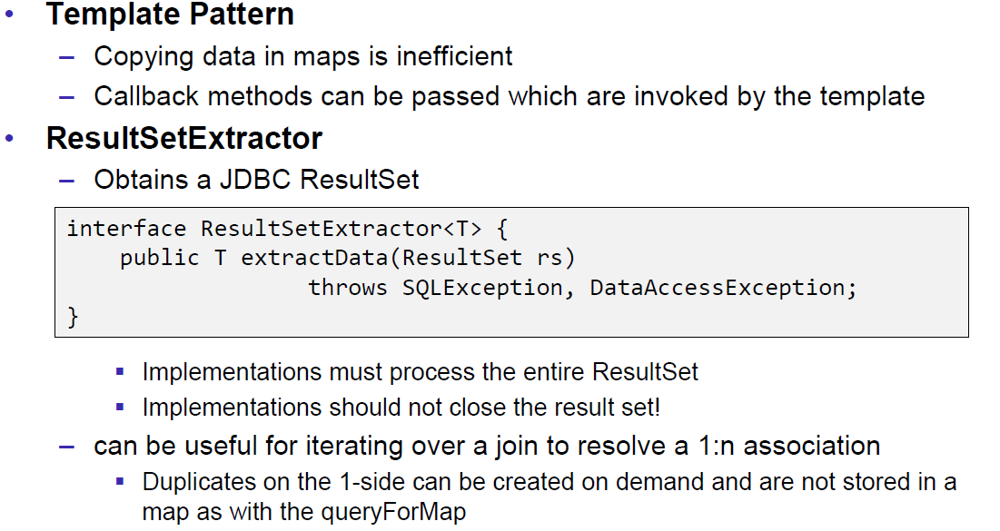 • Template Pattern
– Copying data in maps is inefficient
– Callback methods can be passed which are invoked by the template
• ResultSetExtractor
– Obtains a JDBC ResultSet
interface ResultSetExtractor<T> {
    public T extractData(ResultSet rs)
                  throws SQLException, DataAccessException;
}
▪ Implementations must process the entire ResultSet
▪ Implementations should not close the result set!
– can be useful for iterating over a join to resolve a 1:n association
▪ Duplicates on the 1-side can be created on demand and are not stored in a
map as with the queryForMap